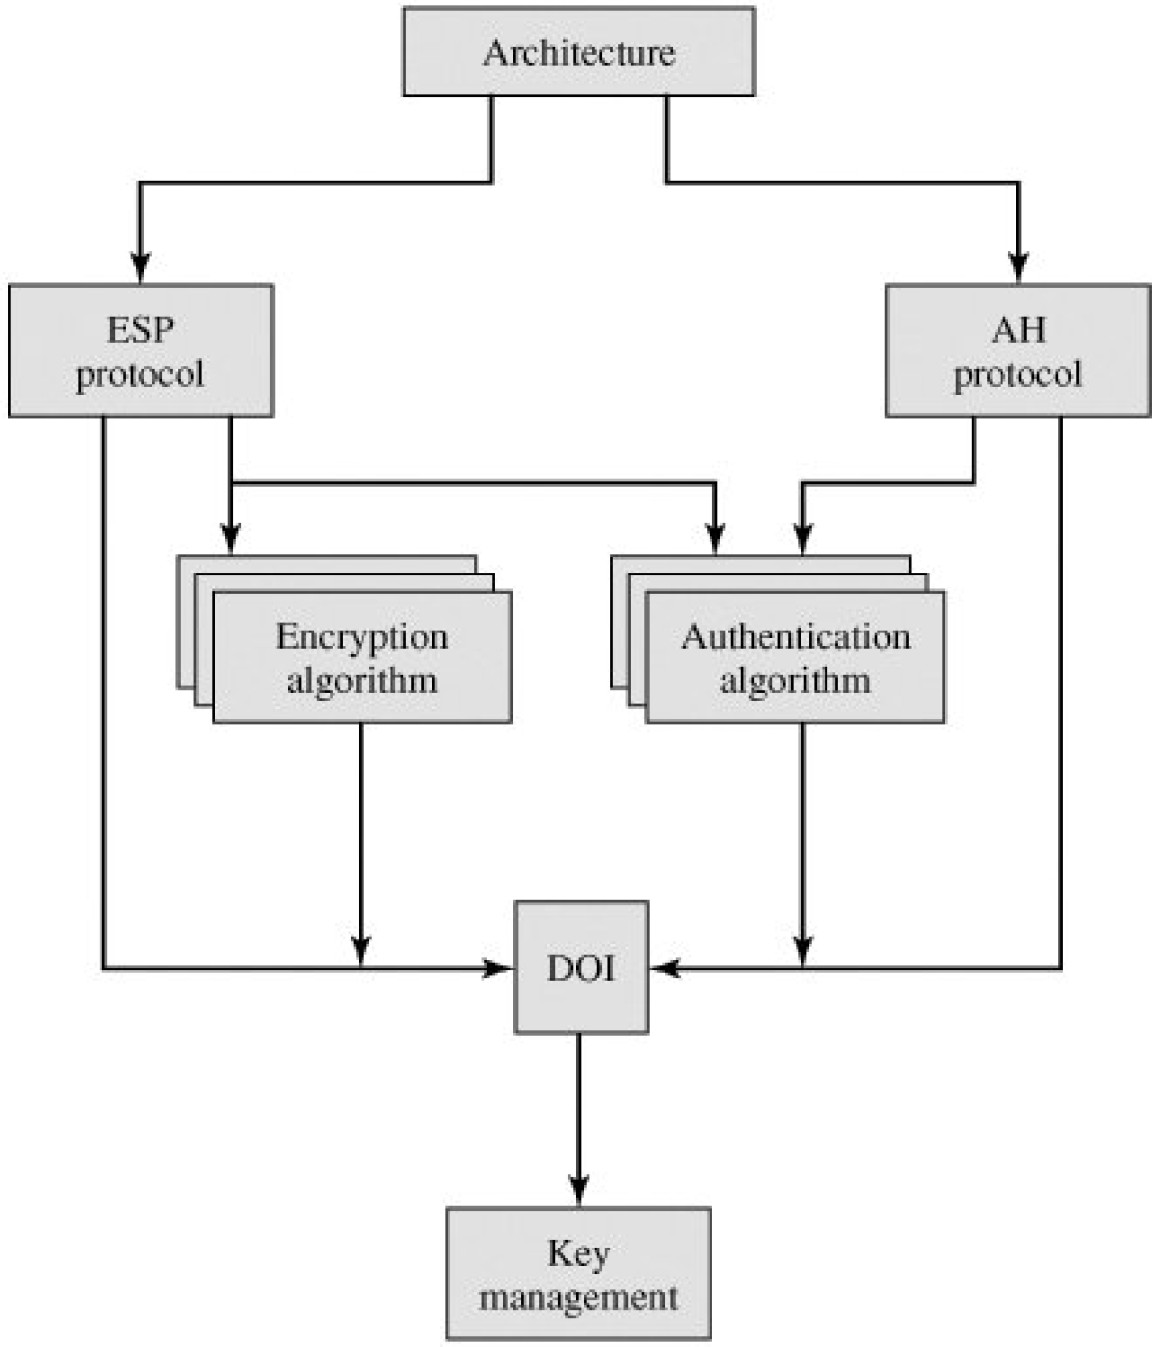 Architecture
ESP
protocol
AH
protocol
Encryption
algorithm
Authentication
algorithm
DOI
Key
management